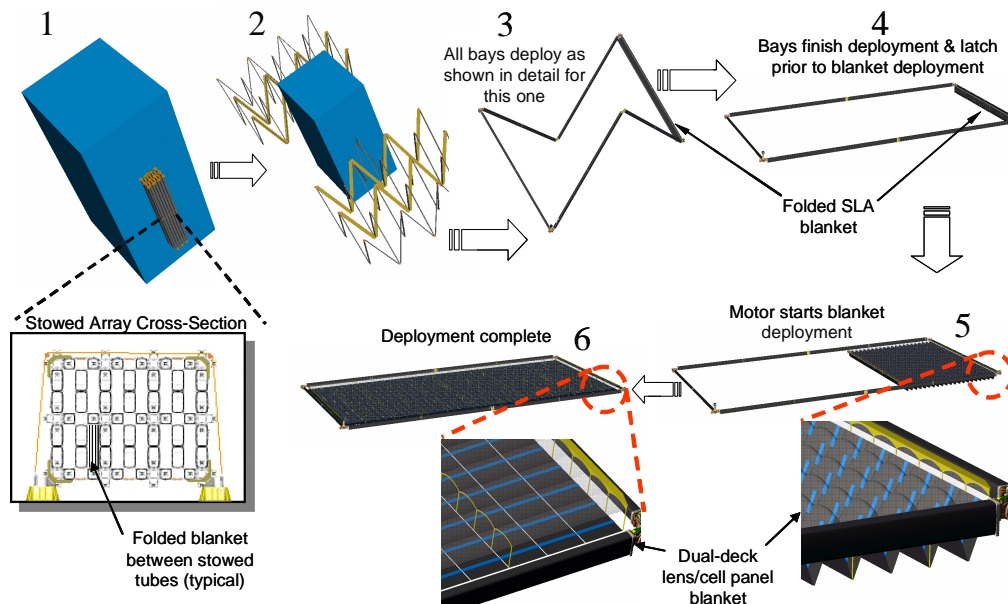 1
2
3
All bays deploy as
shown in detail for
this one
4
Bays finish deployment & latch
prior to blanket deployment
Folded SLA
blanket
Stowed Array Cross-Section
Folded blanket
between stowed
tubes (typical)
Deployment complete
6
Motor starts blanket
deployment
5
Dual-deck
lens/cell panel
blanket